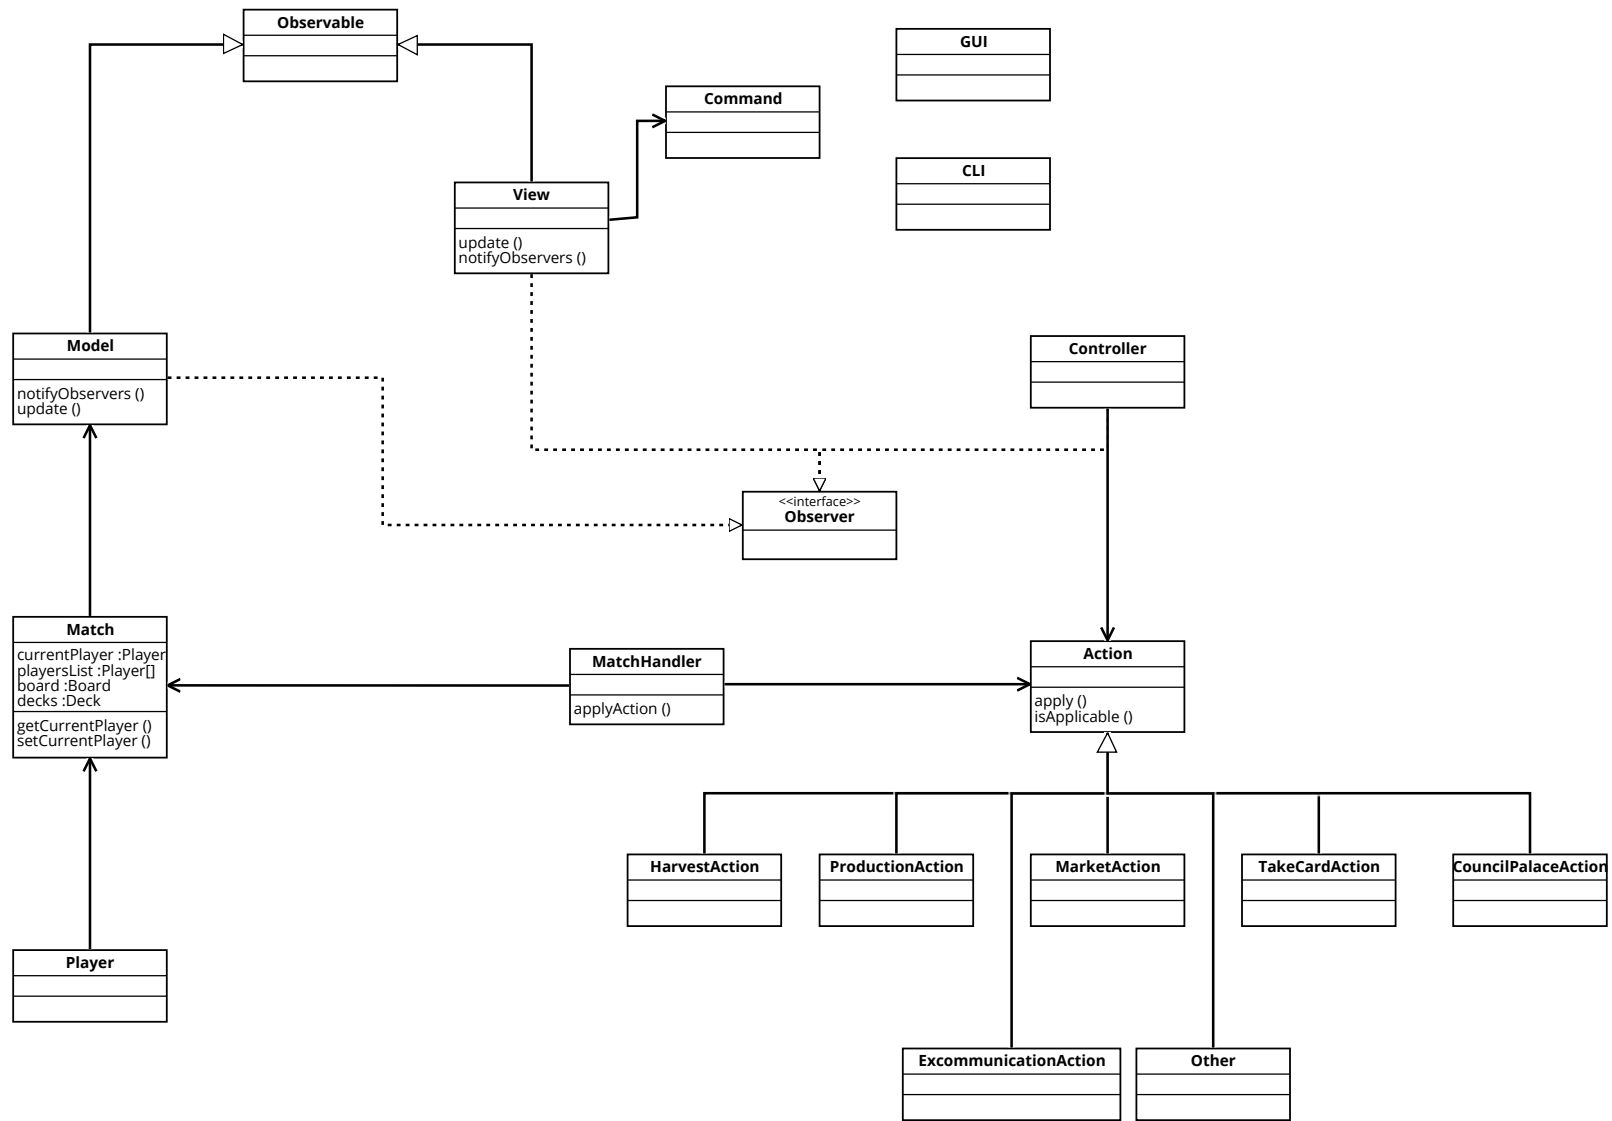 Observable
GUI
Command
CLI
View
update ()
notifyObservers ()
Model
notifyObservers ()
update ()
Controller
<<interface>>
Observer
Match
currentPlayer :Player
playersList :Player[]
board :Board
decks :Deck
getCurrentPlayer ()
setCurrentPlayer ()
MatchHandler
applyAction ()
Action
apply ()
isApplicable ()
HarvestAction
ProductionAction
MarketAction
TakeCardAction
CouncilPalaceAction
Player
ExcommunicationAction
Other